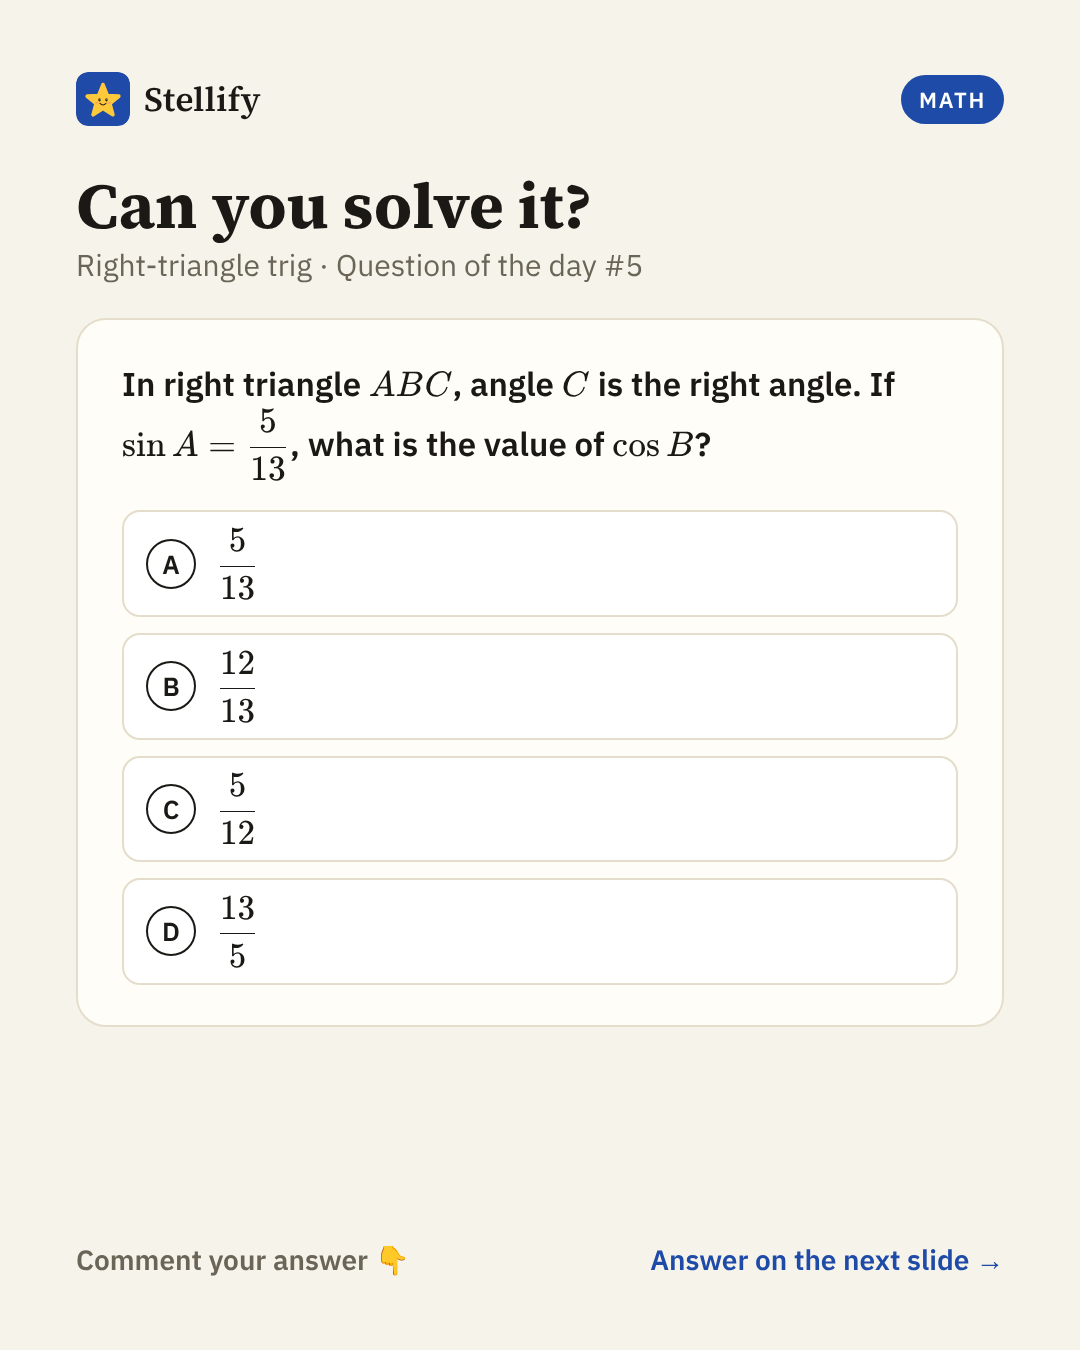 Stellify
MATH
Can you solve it?
Right-triangle trig · Question of the day #5
In right triangle ABC, angle C is the right angle. If
sin A = 5/13, what is the value of cos B?
A 5/13
B 12/13
C 5/12
D 13/5
Comment your answer 👇
Answer on the next slide →